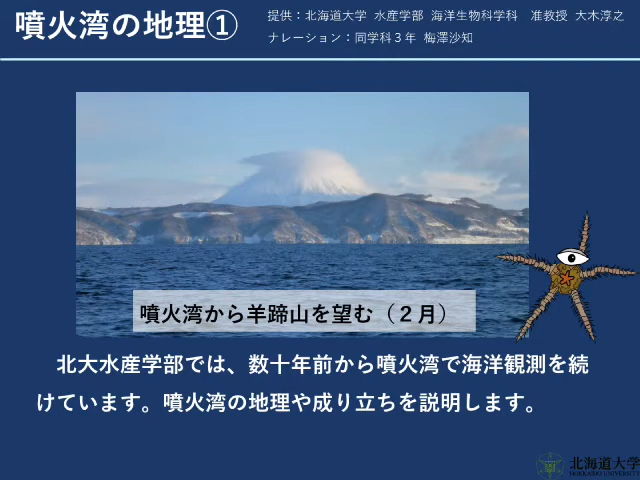 噴火湾の地理①
提供：北海道大学 水産学部 海洋生物科学科　准教授 大木淳之
ナレーション：同学科３年 梅澤沙知
噴火湾から羊蹄山を望む（２月）
北大水産学部では、数十年前から噴火湾で海洋観測を続
けています。噴火湾の地理や成り立ちを説明します。
北海道大学
HOKKAIDO UNIVERSITY